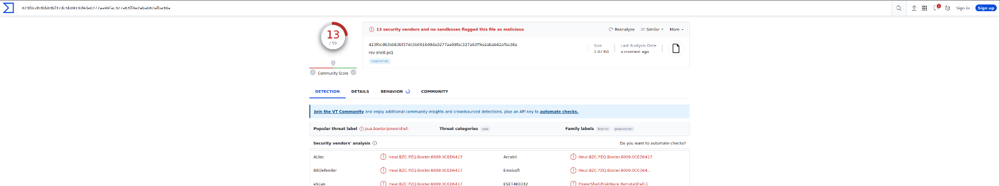 423f0cd63bb83bf37dc5b0910d9da0277aa99fac327a63ff4e2abab62afba38a
Sign in Sign up
13
/ 59
Community Score
13 security vendors and no sandboxes flagged this file as malicious
Reanalyze Similar More
423f0cd63bb83bf37dc5b0910d9da0277aa99fac327a63ff4e2abab62afba38a
rev-shell.ps1
powershell
Size
1.87 KB
Last Analysis Date
a moment ago
DETECTION DETAILS BEHAVIOR COMMUNITY
Join the VT Community and enjoy additional community insights and crowdsourced detections, plus an API key to automate checks.
Popular threat label pua.boxter/powershell Threat categories pua Family labels boxter powershell
Security vendors' analysis Do you want to automate checks?
ALYac Heur.BZC.PZQ.Boxter.6009.0CED6417 Arcabit Heur.BZC.PZQ.Boxter.6009.0CED6417
BitDefender Heur.BZC.PZQ.Boxter.6009.0CED6417 Emsisoft Heur.BZC.PZQ.Boxter.6009.0CED64...
eScan Heur.BZC.PZQ.Boxter.6009.0CED6417 ESET-NOD32 PowerShell/RiskWare.RemoteShell.E